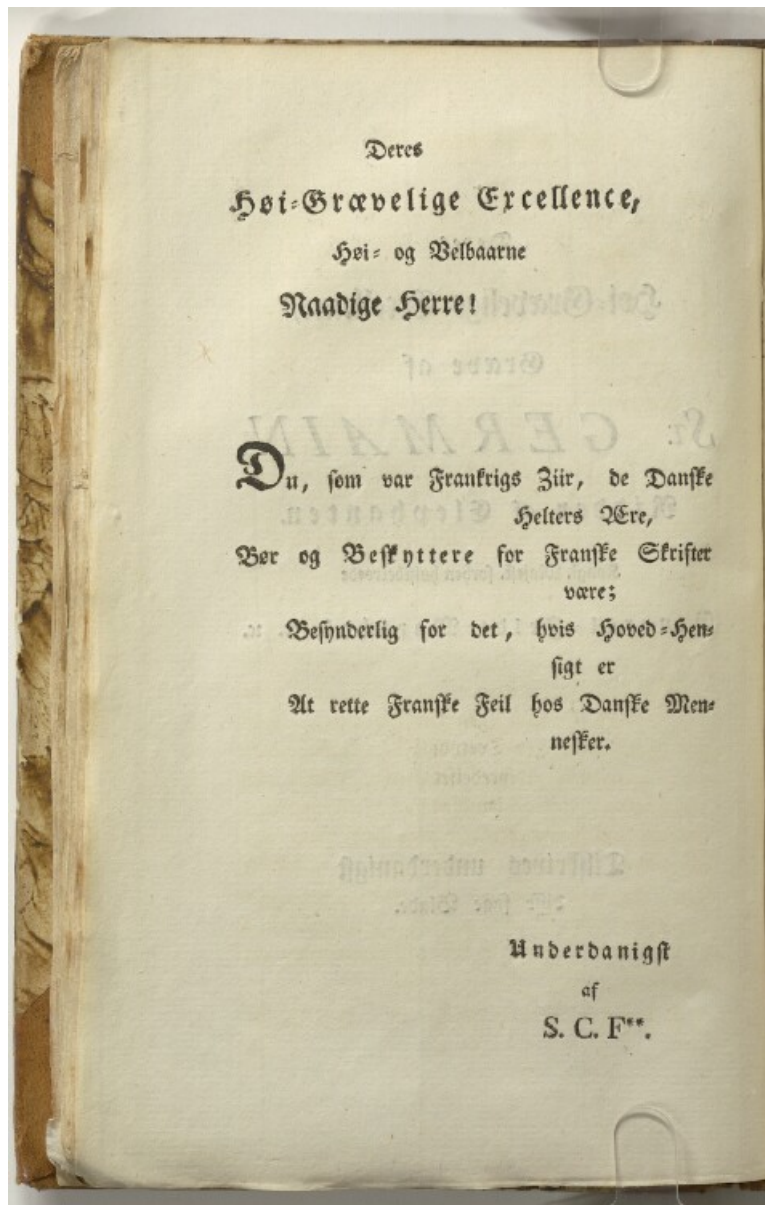 Deres
Høi-Grævelige Excellence,
Høi- og Velbaarne
Naadige Herre!
Du, som var Frankrigs Ziir, de Danske
Helters Ære,
Bør og Beskyttere for Franske Skrifter
være;
Besynderlig for det, hvis Hoved-Hen-
sigt er
At rette Franske Feil hos Danske Men-
nesker.
Underdanigst
af
S. C. F**.